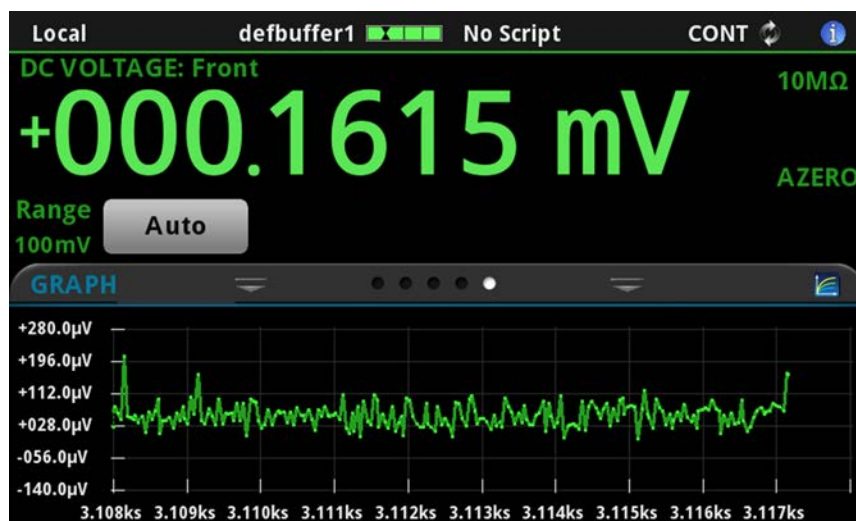 Local defbuffer1 No Script CONT i
DC VOLTAGE: Front
10MΩ
+000.1615 mV
AZERO
Range
Auto
100mV
GRAPH
+280.0µV
+196.0µV
+112.0µV
+028.0µV
-056.0µV
-140.0µV
3.108ks 3.109ks 3.110ks 3.111ks 3.112ks 3.113ks 3.114ks 3.115ks 3.116ks 3.117ks